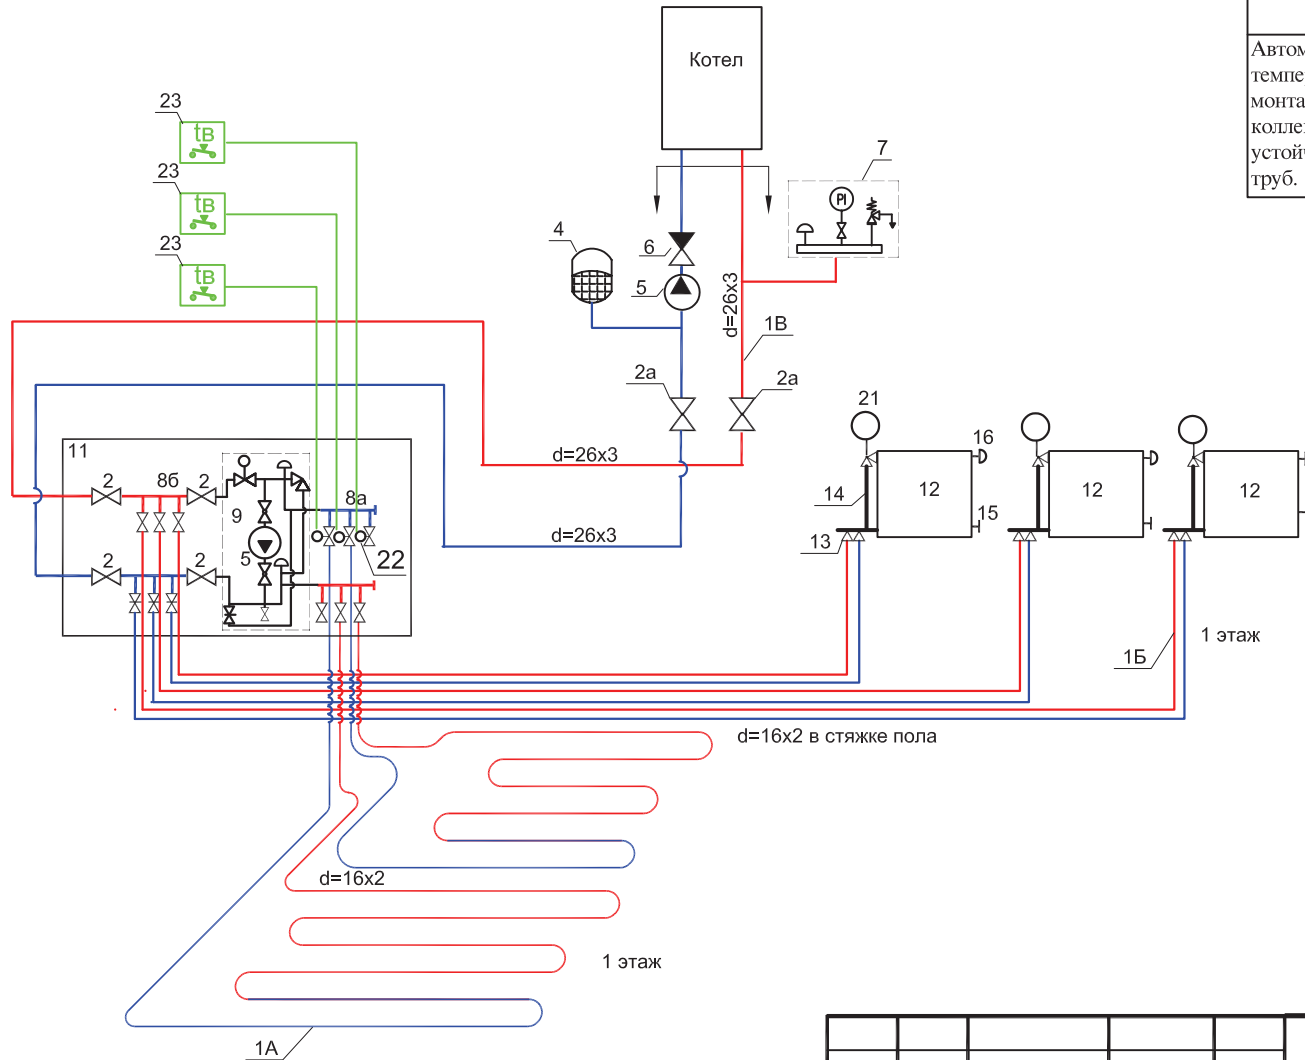 Котел
Автом
темпе
монта
колле
устой
труб.
23
tв
23
tв
23
tв
7
PI
4
6
5
d=26x3
1В
2а
2а
21
16
11
d=26x3
2
8б
2
8а
14
12
12
12
9
15
d=26x3
13
5
22
2
2
1 этаж
1Б
d=16x2 в стяжке пола
d=16x2
1 этаж
1А